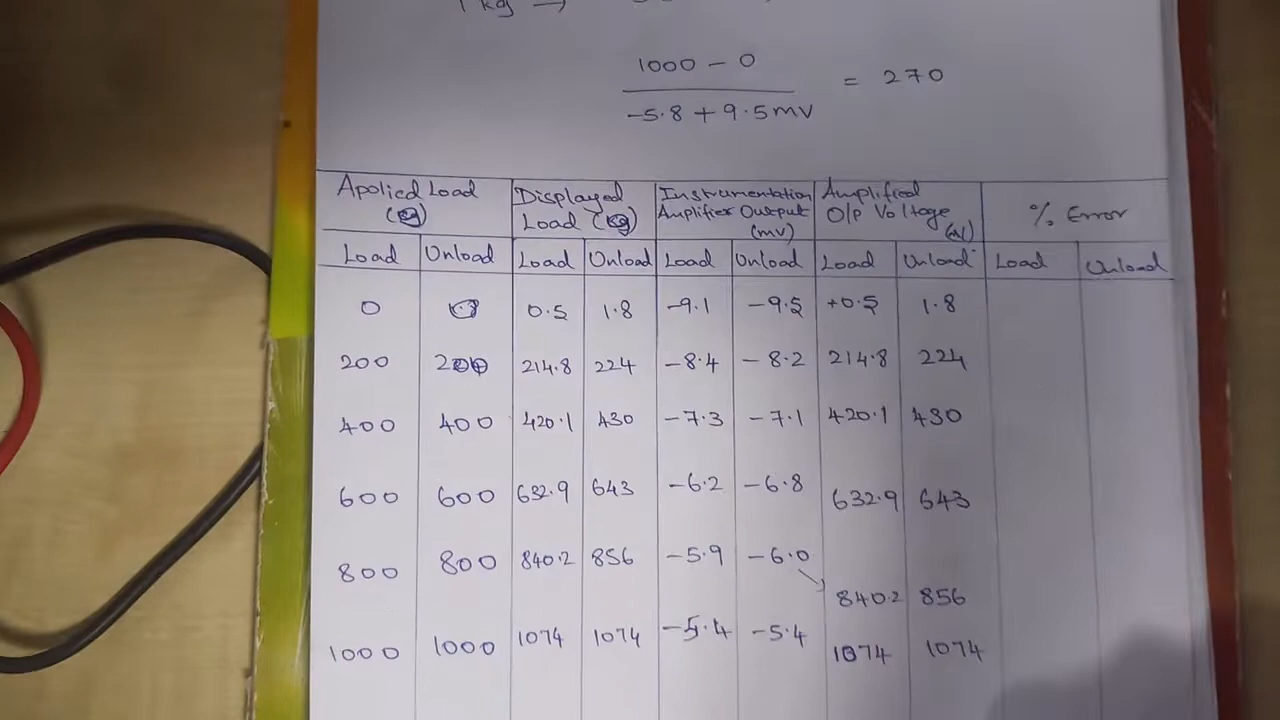 1 kg →
1000 - 0
= 270
-5.8 + 9.5mV
Applied Load Displayed Instrumentation Amplified
(kg) Load (kg) Amplifier Output O/P Voltage % Error
(mV)
Load Unload Load Unload Load Unload Load Unload Load Unload
0 0.5 1.8 -9.1 -9.5 +0.5 1.8
200 200 214.8 224 -8.4 -8.2 214.8 224
400 400 420.1 430 -7.3 -7.1 420.1 430
600 600 632.9 643 -6.2 -6.8 632.9 643
800 800 840.2 856 -5.9 -6.0 840.2 856
1000 1000 1074 1074 -5.4 -5.4 1074 1074